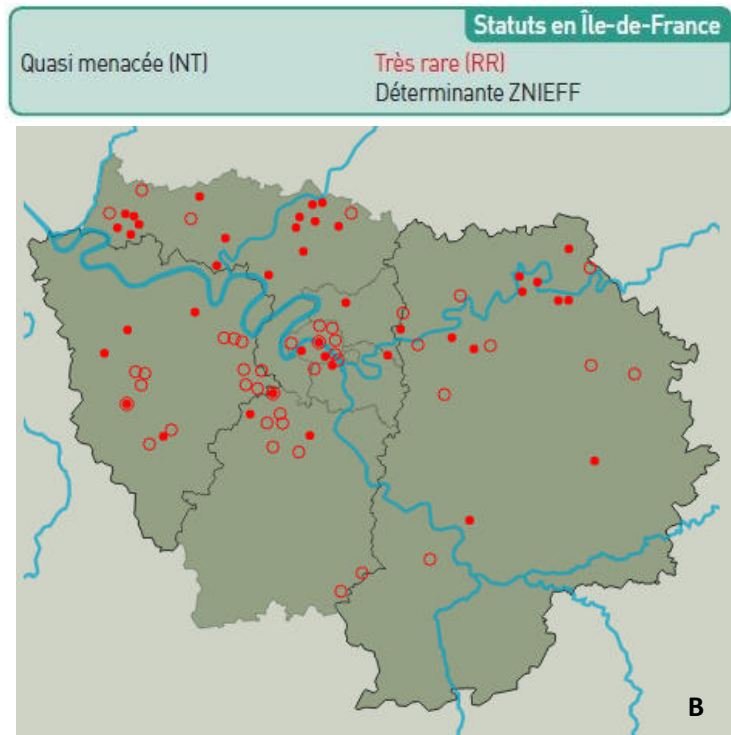 Statuts en Île-de-France
Quasi menacée (NT)
Très rare (RR)
Déterminante ZNIEFF
B